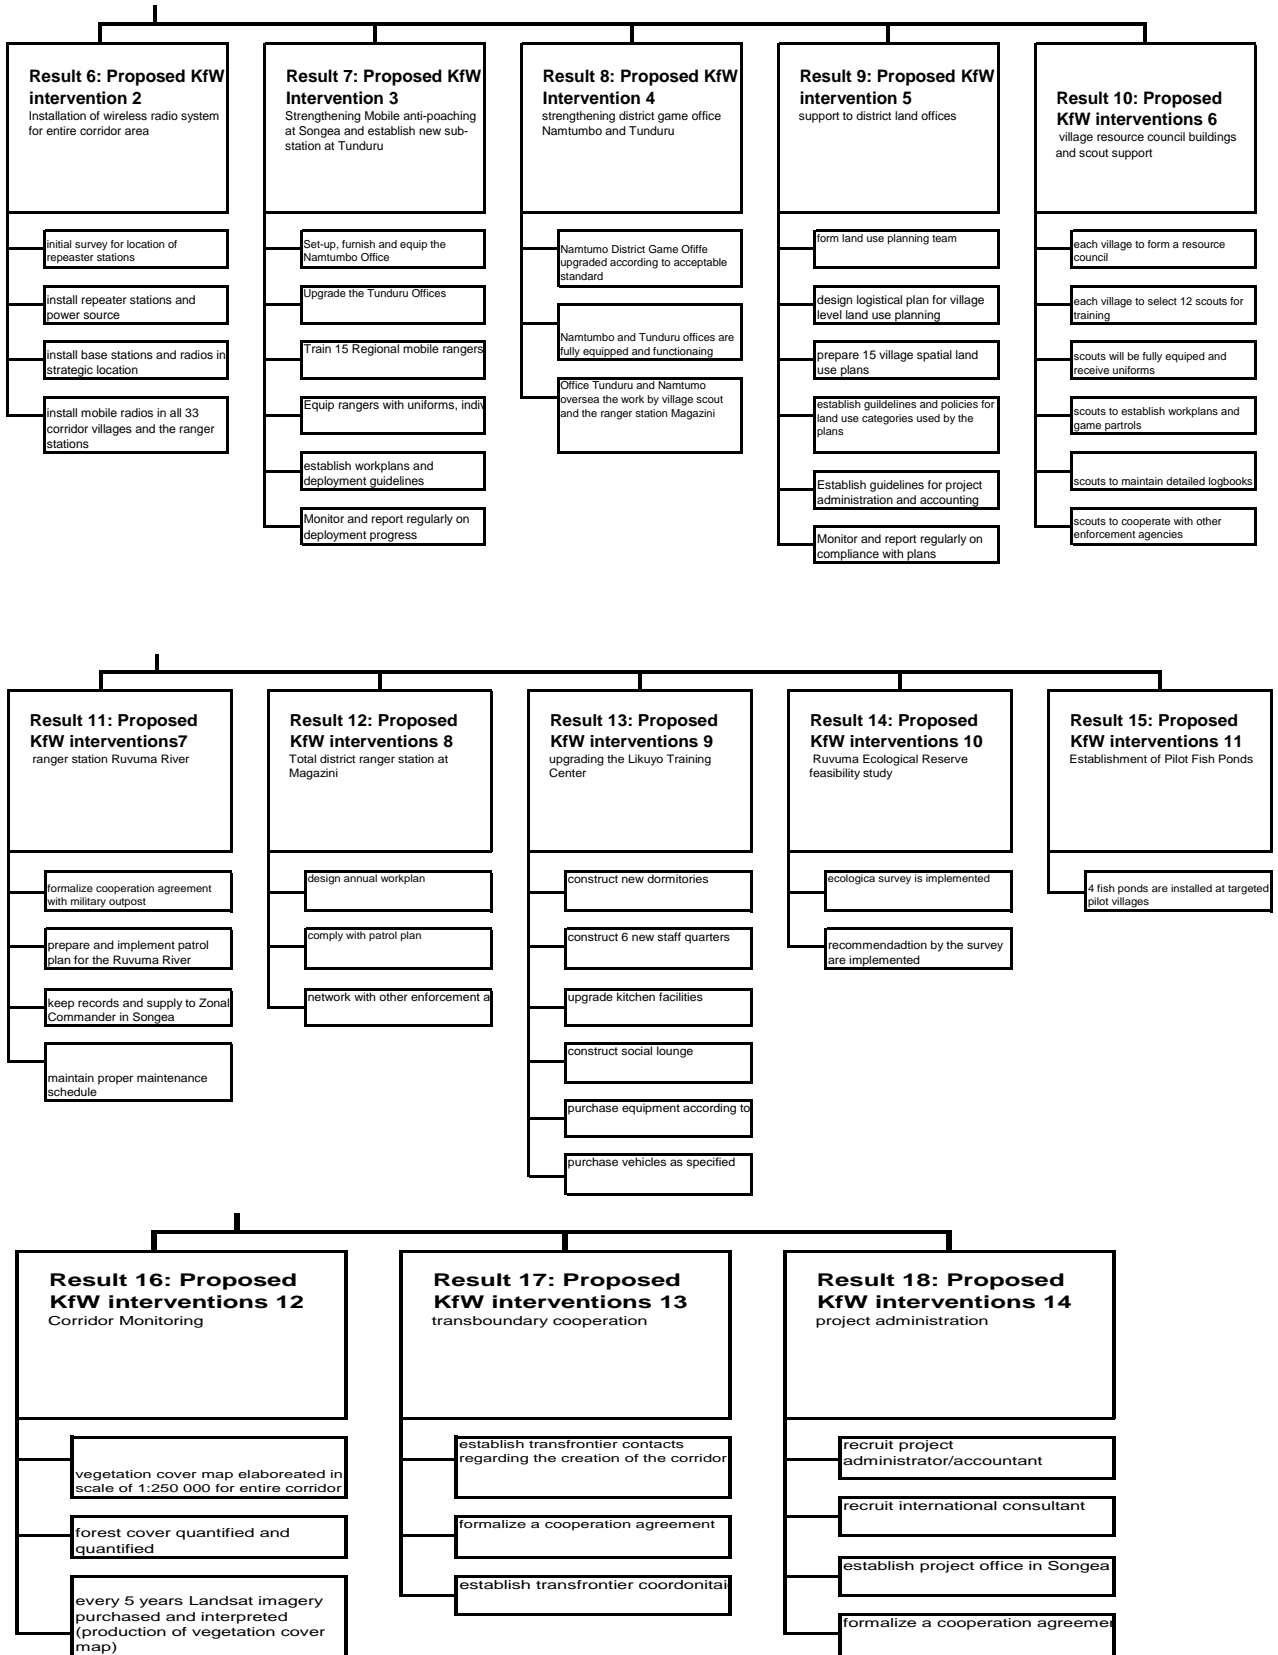 Result 6: Proposed KfW
intervention 2
Installation of wireless radio system
for entire corridor area
initial survey for location of
repeaster stations
install repeater stations and
power source
install base stations and radios in
strategic location
install mobile radios in all 33
corridor villages and the ranger
stations
Result 7: Proposed KfW
Intervention 3
Strengthening Mobile anti-poaching
at Songea and establish new sub-
station at Tunduru
Set-up, furnish and equip the
Namtumbo Office
Upgrade the Tunduru Offices
Train 15 Regional mobile rangers
Equip rangers with uniforms, indiv
establish workplans and
deployment guidelines
Monitor and report regularly on
deployment progress
Result 8: Proposed KfW
Intervention 4
strengthening district game office
Namtumbo and Tunduru
Namtumo District Game Ofiffe
upgraded according to acceptable
standard
Namtumbo and Tunduru offices are
fully equipped and functionaing
Office Tunduru and Namtumo
oversea the work by village scout
and the ranger station Magazini
Result 9: Proposed KfW
intervention 5
support to district land offices
form land use planning team
design logistical plan for village
level land use planning
prepare 15 village spatial land
use plans
establish guildelines and policies for
land use categories used by the
plans
Establish guidelines for project
administration and accounting
Monitor and report regularly on
compliance with plans
Result 10: Proposed
KfW interventions 6
village resource council buildings
and scout support
each village to form a resource
council
each village to select 12 scouts for
training
scouts will be fully equiped and
receive uniforms
scouts to establish workplans and
game partrols
scouts to maintain detailed logbooks
scouts to cooperate with other
enforcement agencies
Result 11: Proposed
KfW interventions7
ranger station Ruvuma River
formalize cooperation agreement
with military outpost
prepare and implement patrol
plan for the Ruvuma River
keep records and supply to Zonal
Commander in Songea
maintain proper maintenance
schedule
Result 12: Proposed
KfW interventions 8
Total district ranger station at
Magazini
design annual workplan
comply with patrol plan
network with other enforcement a
Result 13: Proposed
KfW interventions 9
upgrading the Likuyo Training
Center
construct new dormitories
construct 6 new staff quarters
upgrade kitchen facilities
construct social lounge
purchase equipment according to
purchase vehicles as specified
Result 14: Proposed
KfW interventions 10
Ruvuma Ecological Reserve
feasibility study
ecologica survey is implemented
recommendadtion by the survey
are implemented
Result 15: Proposed
KfW interventions 11
Establishment of Pilot Fish Ponds
4 fish ponds are installed at targeted
pilot villages
Result 16: Proposed
KfW interventions 12
Corridor Monitoring
vegetation cover map elaboreated in
scale of 1:250 000 for entire corridor
forest cover quantified and
quantified
every 5 years Landsat imagery
purchased and interpreted
(production of vegetation cover
map)
Result 17: Proposed
KfW interventions 13
transboundary cooperation
establish transfrontier contacts
regarding the creation of the corridor
formalize a cooperation agreement
establish transfrontier coordonitai
Result 18: Proposed
KfW interventions 14
project administration
recruit project
administrator/accountant
recruit international consultant
establish project office in Songea
formalize a cooperation agreemen